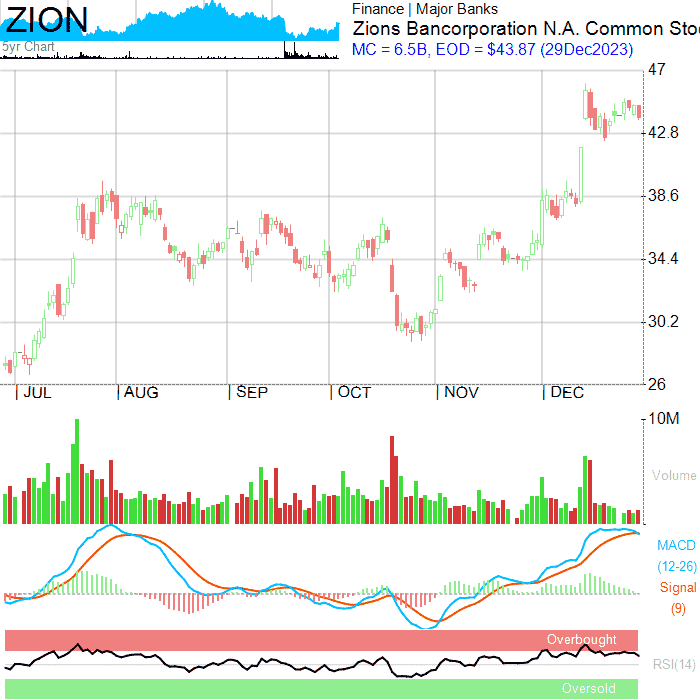 ZION
5yr Chart
Finance | Major Banks
Zions Bancorporation N.A. Common Sto
MC = 6.5B, EOD = $43.87 (29Dec2023)
47
42.8
38.6
34.4
30.2
26
| JUL | AUG | SEP | OCT | NOV | DEC
10M
Volume
MACD
(12-26)
Signal
(9)
Overbought
RSI(14)
Oversold